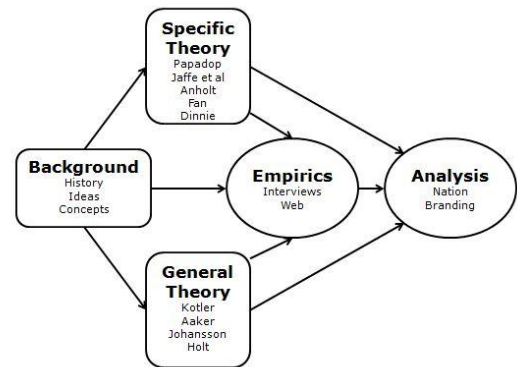 Specific
Theory
Papadop
Jaffe et al
Anholt
Fan
Dinnie
Background
History
Ideas
Concepts
Empirics
Interviews
Web
Analysis
Nation
Branding
General
Theory
Kotler
Aaker
Johansson
Holt